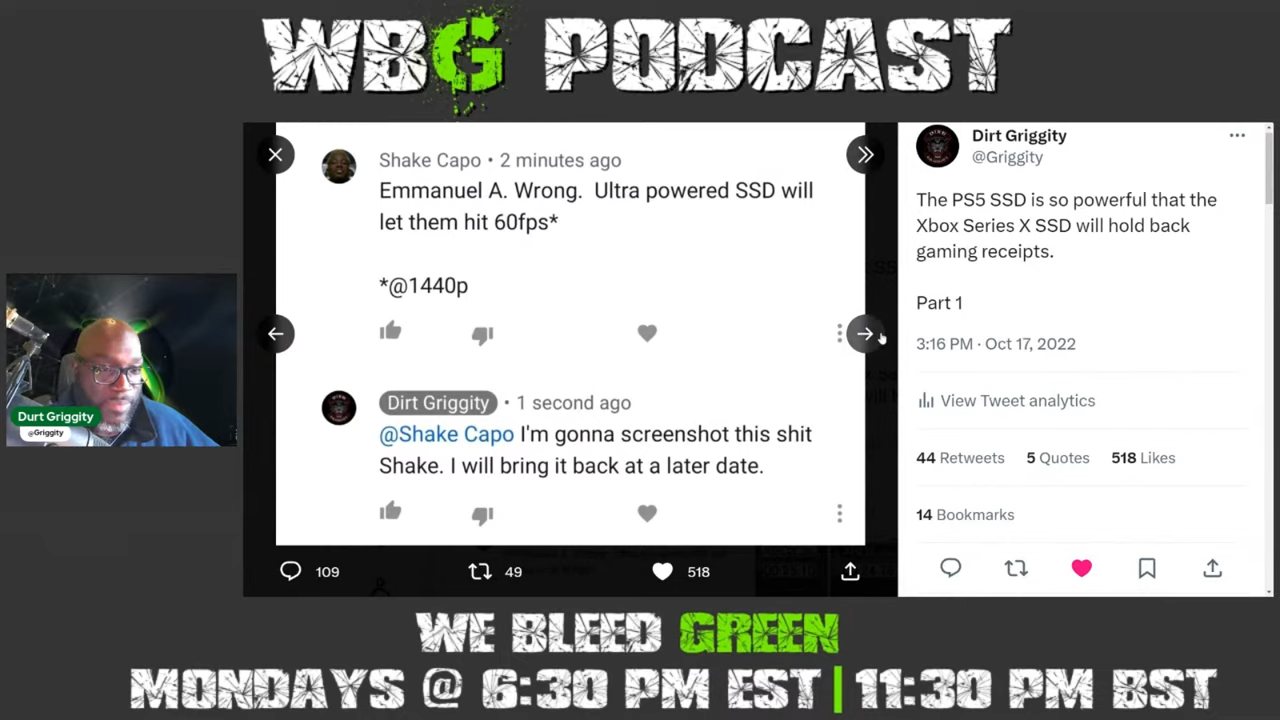 WBG PODCAST
Shake Capo • 2 minutes ago
Emmanuel A. Wrong. Ultra powered SSD will
let them hit 60fps*
*@1440p
Dirt Griggity • 1 second ago
@Shake Capo I'm gonna screenshot this shit
Shake. I will bring it back at a later date.
109
49
518
Dirt Griggity
@Griggity
The PS5 SSD is so powerful that the
Xbox Series X SSD will hold back
gaming receipts.
Part 1
3:16 PM · Oct 17, 2022
View Tweet analytics
44 Retweets 5 Quotes 518 Likes
14 Bookmarks
Durt Griggity
@Griggity
WE BLEED GREEN
MONDAYS @ 6:30 PM EST | 11:30 PM BST